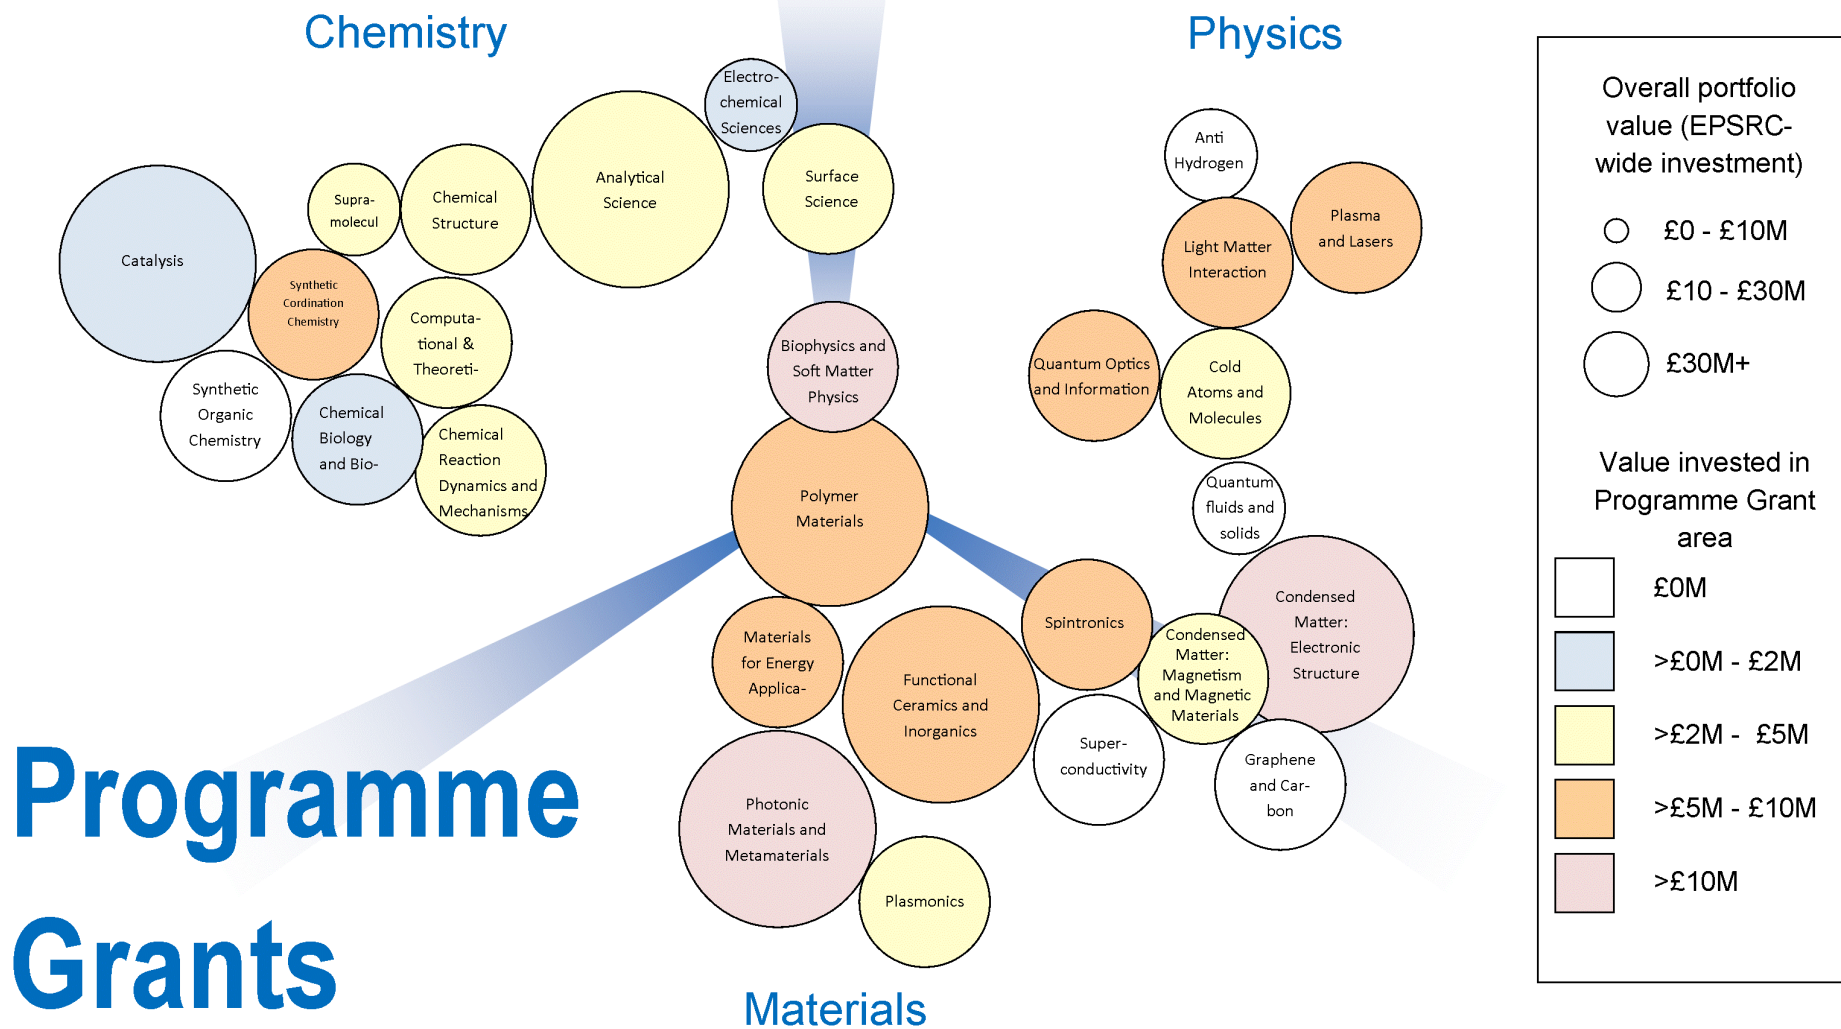 Chemistry
Physics
Electro-
chemical
Sciences
Analytical
Science
Surface
Science
Supra-
molecul
Chemical
Structure
Catalysis
Synthetic
Cordination
Chemistry
Computa-
tional &
Theoreti-
Synthetic
Organic
Chemistry
Chemical
Biology
and Bio-
Chemical
Reaction
Dynamics and
Mechanisms
Biophysics and
Soft Matter
Physics
Polymer
Materials
Anti
Hydrogen
Plasma
and Lasers
Light Matter
Interaction
Quantum Optics
and Information
Cold
Atoms and
Molecules
Quantum
fluids and
solids
Condensed
Matter:
Electronic
Structure
Spintronics
Condensed
Matter:
Magnetism
and Magnetic
Materials
Materials
for Energy
Applica-
Functional
Ceramics and
Inorganics
Super-
conductivity
Graphene
and Car-
bon
Photonic
Materials and
Metamaterials
Plasmonics
Materials
Programme
Grants
Overall portfolio
value (EPSRC-
wide investment)
£0 - £10M
£10 - £30M
£30M+
Value invested in
Programme Grant
area
£0M
>£0M - £2M
>£2M -  £5M
>£5M - £10M
>£10M